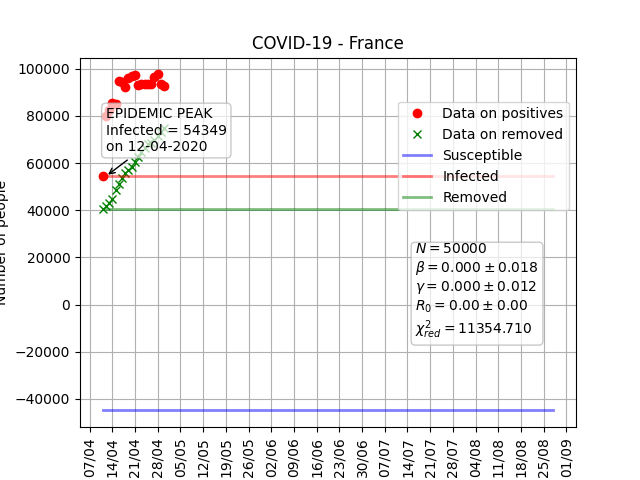 COVID-19 - France
100000
80000
60000
40000
20000
0
−20000
−40000
Number of people
EPIDEMIC PEAK
Infected = 54349
on 12-04-2020
Data on positives
Data on removed
Susceptible
Infected
Removed
N = 50000
β = 0.000 ± 0.018
γ = 0.000 ± 0.012
R₀ = 0.00 ± 0.00
χ²red = 11354.710
07/04 14/04 21/04 28/04 05/05 12/05 19/05 26/05 02/06 09/06 16/06 23/06 30/06 07/07 14/07 21/07 28/07 04/08 11/08 18/08 25/08 01/09